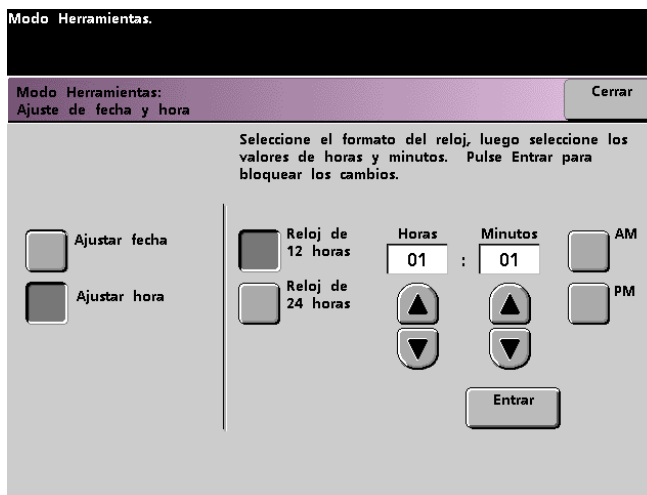 Modo Herramientas.
Modo Herramientas:
Ajuste de fecha y hora
Cerrar
Seleccione el formato del reloj, luego seleccione los
valores de horas y minutos. Pulse Entrar para
bloquear los cambios.
Ajustar fecha
Ajustar hora
Reloj de
12 horas
Reloj de
24 horas
Horas
01
:
Minutos
01
AM
PM
Entrar